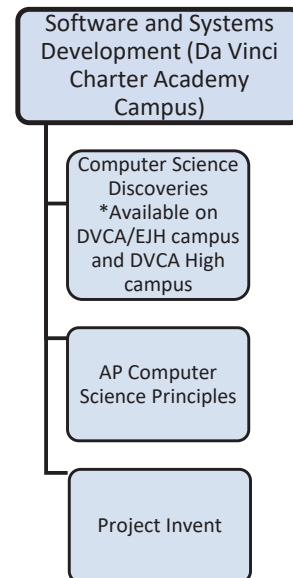 Software and Systems
Development (Da Vinci
Charter Academy
Campus)
Computer Science
Discoveries
*Available on
DVCA/EJH campus
and DVCA High
campus
AP Computer
Science Principles
Project Invent